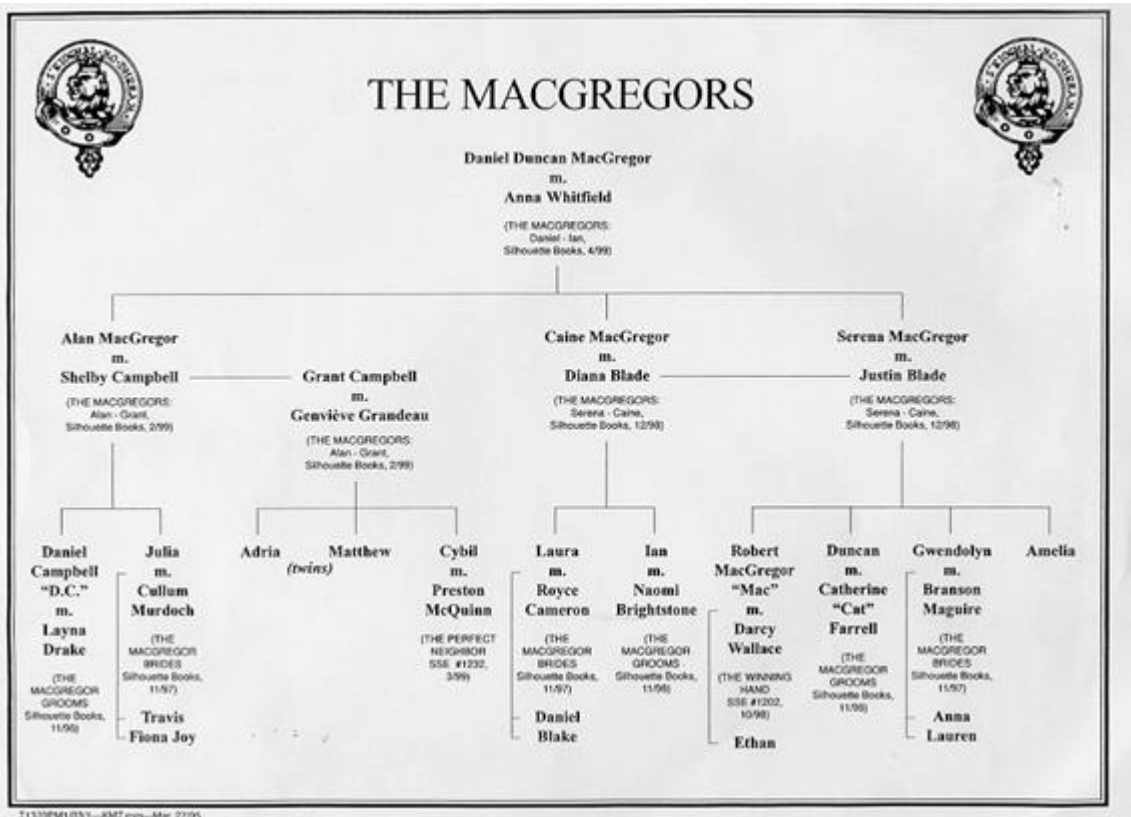 THE MACGREGORS
Daniel Duncan MacGregor
m.
Anna Whitfield
(THE MACGREGORS:
Daniel - Ian,
Silhouette Books, 4/99)
Alan MacGregor
m.
Shelby Campbell
(THE MACGREGORS:
Alan - Grant,
Silhouette Books, 2/99)
Grant Campbell
m.
Genviève Grandeau
(THE MACGREGORS:
Alan - Grant,
Silhouette Books, 2/99)
Caine MacGregor
m.
Diana Blade
(THE MACGREGORS:
Serena - Caine,
Silhouette Books, 12/98)
Serena MacGregor
m.
Justin Blade
(THE MACGREGORS:
Serena - Caine,
Silhouette Books, 12/98)
Daniel
Campbell
"D.C."
m.
Layna
Drake
(THE
MACGREGOR
GROOMS
Silhouette Books,
11/98)
Julia
m.
Cullum
Murdoch
(THE
MACGREGOR
BRIDES
Silhouette Books,
11/97)
Travis
Fiona Joy
Adria
Matthew
(twins)
Cybil
m.
Preston
McQuinn
(THE PERFECT
NEIGHBOR
SSE #1232,
3/99)
Laura
m.
Royce
Cameron
(THE
MACGREGOR
BRIDES
Silhouette Books,
11/97)
Daniel
Blake
Ian
m.
Naomi
Brightstone
(THE
MACGREGOR
GROOMS
Silhouette Books,
11/98)
Robert
MacGregor
"Mac"
m.
Darcy
Wallace
(THE WINNING
HAND
SSE #1202,
10/98)
Ethan
Duncan
m.
Catherine
"Cat"
Farrell
(THE
MACGREGOR
GROOMS
Silhouette Books,
11/98)
Gwendolyn
m.
Branson
Maguire
(THE
MACGREGOR
BRIDES
Silhouette Books,
11/97)
Anna
Lauren
Amelia